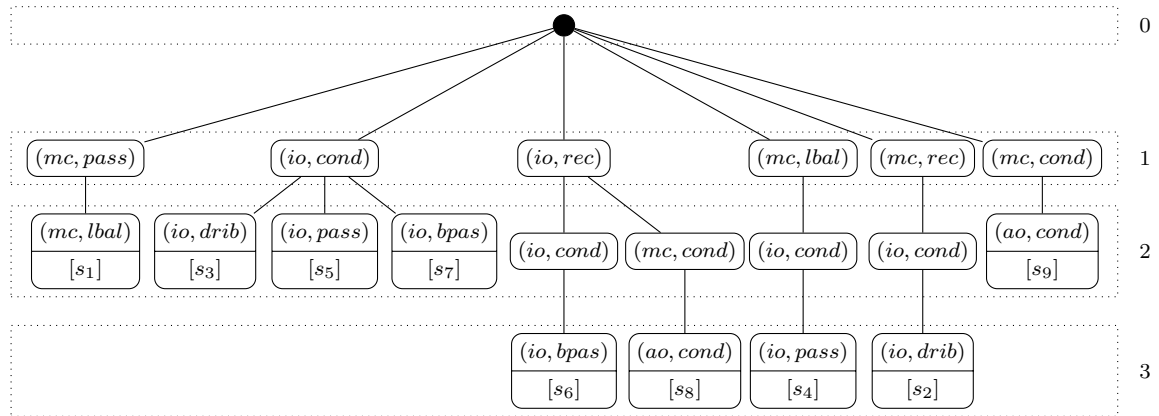 0
(mc, pass) (io, cond) (io, rec) (mc, lbal) (mc, rec) (mc, cond) 1
(mc, lbal) (io, drib) (io, pass) (io, bpas) (ao, cond)
(io, cond) (mc, cond) (io, cond) (io, cond) 2
[s1] [s3] [s5] [s7] [s9]
(io, bpas) (ao, cond) (io, pass) (io, drib)
3
[s6] [s8] [s4] [s2]